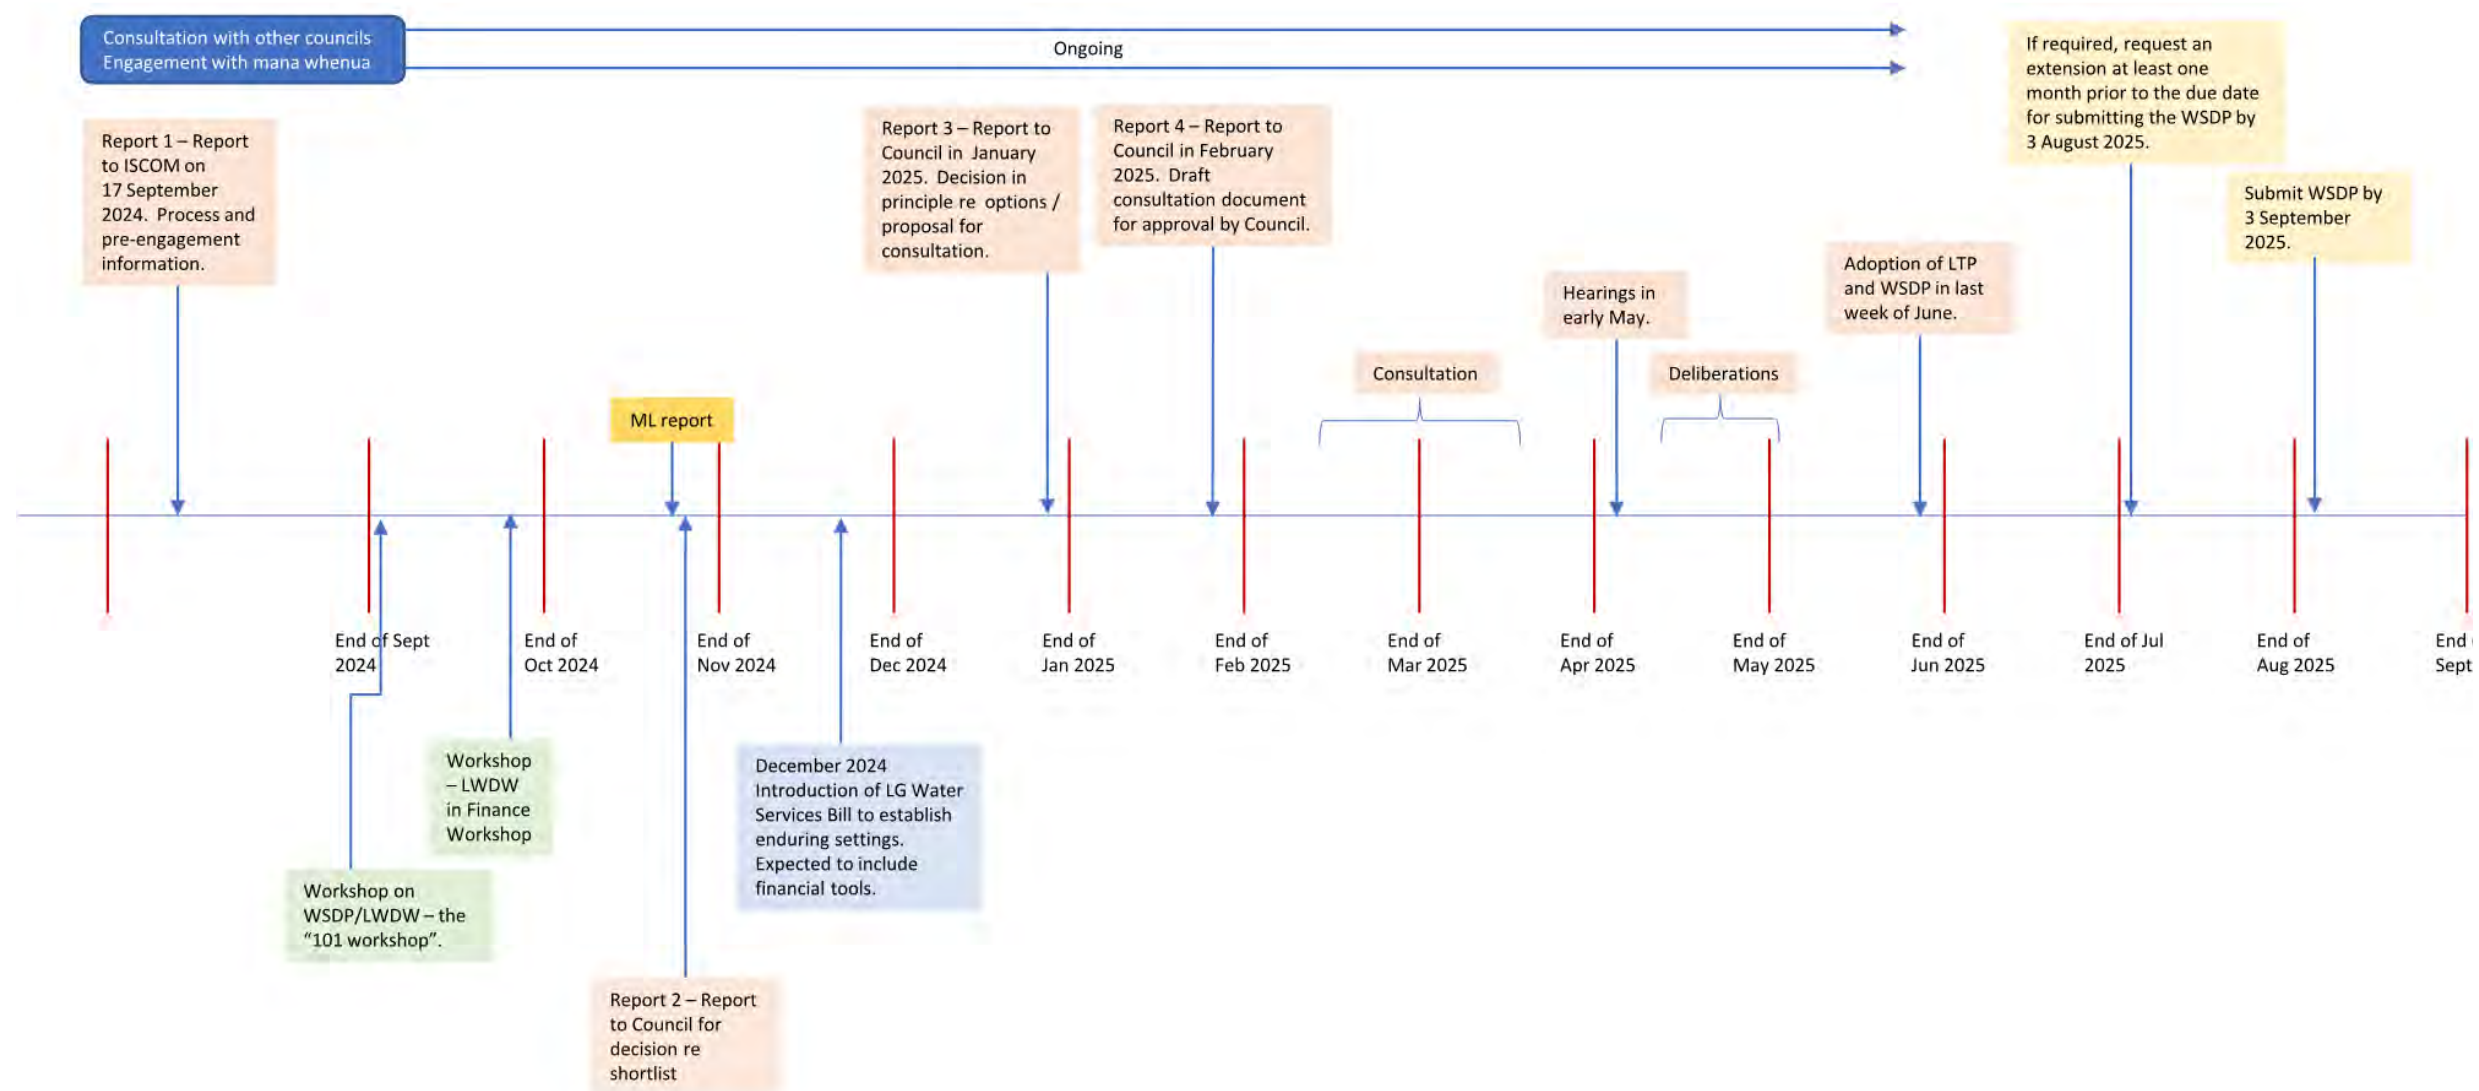 Consultation with other councils
Engagement with mana whenua
Ongoing
If required, request an
extension at least one
month prior to the due date
for submitting the WSDP by
3 August 2025.
Report 1 – Report
to ISCOM on
17 September
2024. Process and
pre-engagement
information.
Report 3 – Report to
Council in January
2025. Decision in
principle re options /
proposal for
consultation.
Report 4 – Report to
Council in February
2025. Draft
consultation document
for approval by Council.
Submit WSDP by
3 September
2025.
Adoption of LTP
and WSDP in last
week of June.
Hearings in
early May.
Consultation
Deliberations
ML report
End of Sept
2024
End of
Oct 2024
End of
Nov 2024
End of
Dec 2024
End of
Jan 2025
End of
Feb 2025
End of
Mar 2025
End of
Apr 2025
End of
May 2025
End of
Jun 2025
End of Jul
2025
End of
Aug 2025
End
Sept
Workshop
– LWDW
in Finance
Workshop
December 2024
Introduction of LG Water
Services Bill to establish
enduring settings.
Expected to include
financial tools.
Workshop on
WSDP/LWDW – the
“101 workshop”.
Report 2 – Report
to Council for
decision re
shortlist